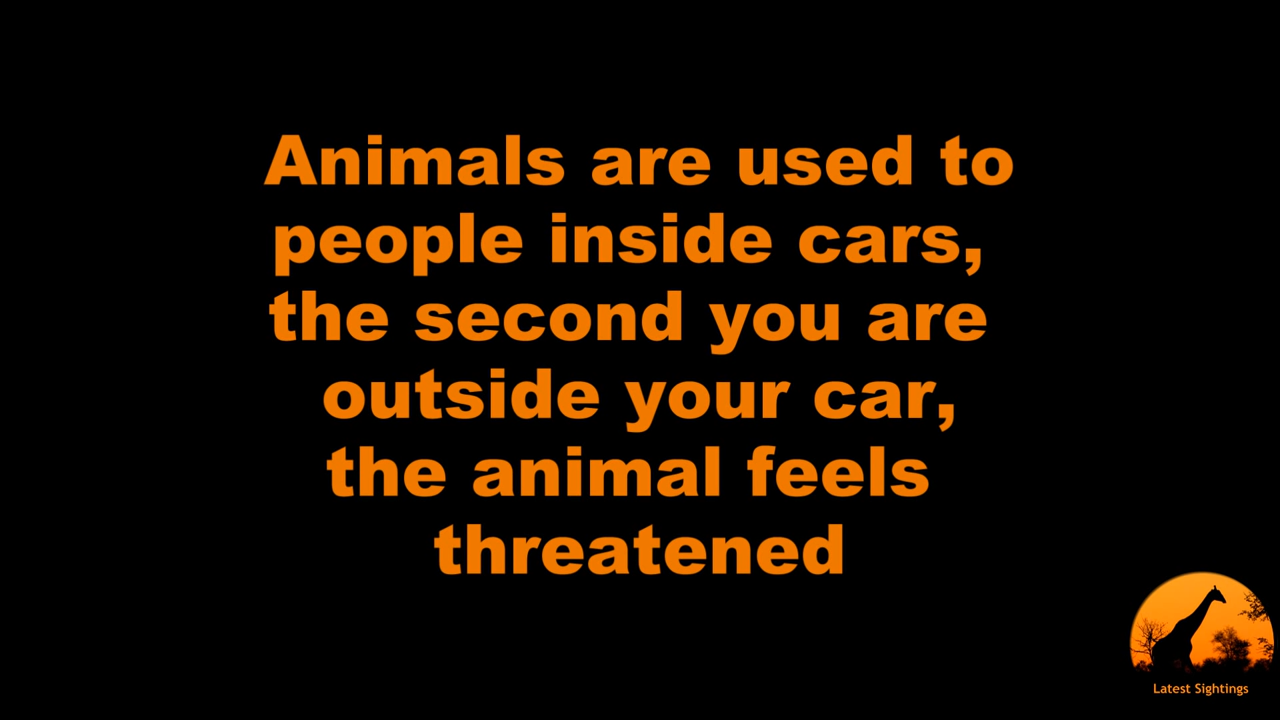 Animals are used to
people inside cars,
the second you are
outside your car,
the animal feels
threatened
Latest Sightings